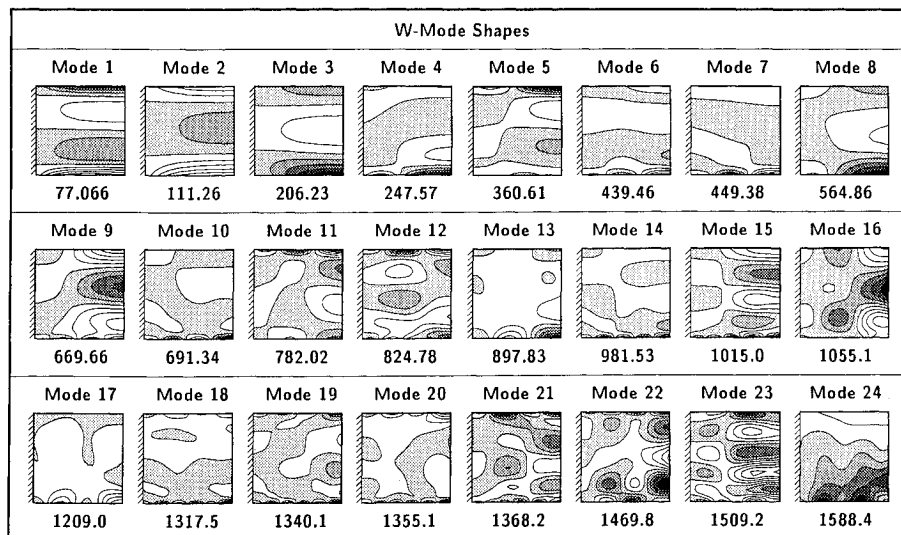 W-Mode Shapes
Mode 1 Mode 2 Mode 3 Mode 4 Mode 5 Mode 6 Mode 7 Mode 8
77.066 111.26 206.23 247.57 360.61 439.46 449.38 564.86
Mode 9 Mode 10 Mode 11 Mode 12 Mode 13 Mode 14 Mode 15 Mode 16
669.66 691.34 782.02 824.78 897.83 981.53 1015.0 1055.1
Mode 17 Mode 18 Mode 19 Mode 20 Mode 21 Mode 22 Mode 23 Mode 24
1209.0 1317.5 1340.1 1355.1 1368.2 1469.8 1509.2 1588.4